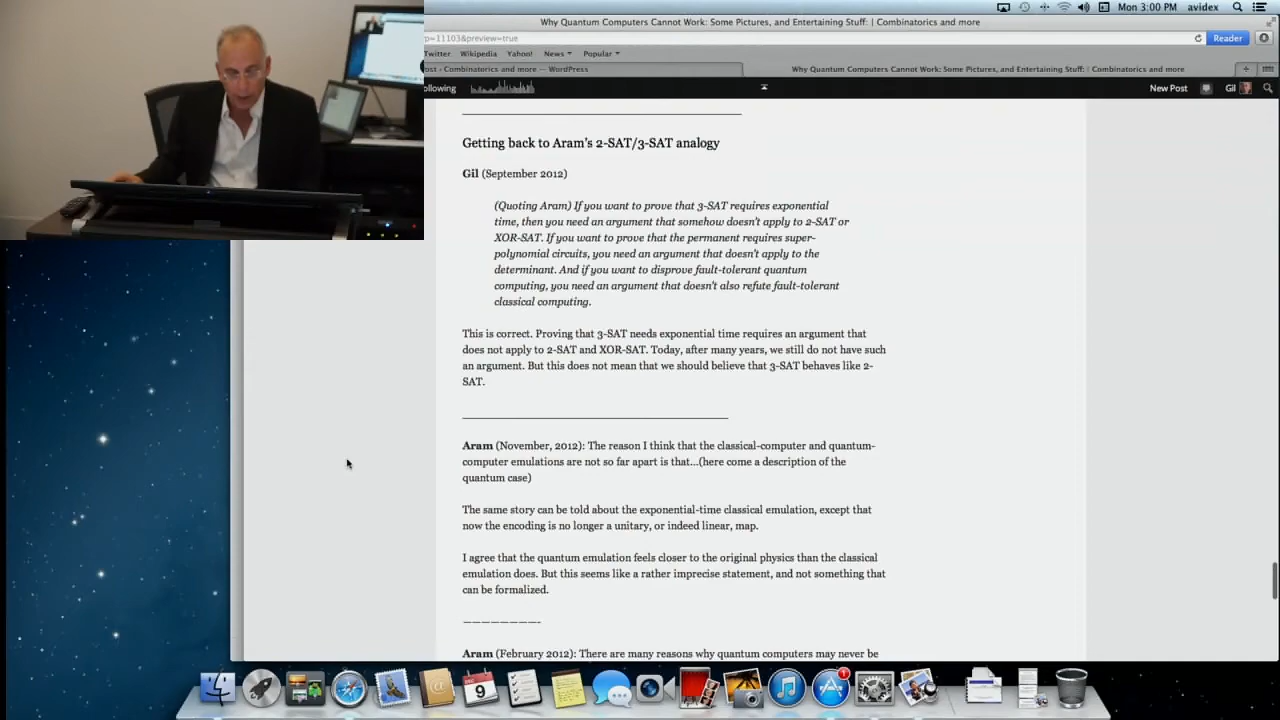 Mon 3:00 PM avidex
Why Quantum Computers Cannot Work: Some Pictures, and Entertaining Stuff: | Combinatorics and more
p=11103&preview=true
Reader
Twitter Wikipedia Yahoo! News Popular
ost ‹ Combinatorics and more — WordPress
Why Quantum Computers Cannot Work: Some Pictures, and Entertaining Stuff: | Combinatorics and more
ollowing
New Post
Gil
Getting back to Aram's 2-SAT/3-SAT analogy
Gil (September 2012)
(Quoting Aram) If you want to prove that 3-SAT requires exponential
time, then you need an argument that somehow doesn't apply to 2-SAT or
XOR-SAT. If you want to prove that the permanent requires super-
polynomial circuits, you need an argument that doesn't apply to the
determinant. And if you want to disprove fault-tolerant quantum
computing, you need an argument that doesn't also refute fault-tolerant
classical computing.
This is correct. Proving that 3-SAT needs exponential time requires an argument that
does not apply to 2-SAT and XOR-SAT. Today, after many years, we still do not have such
an argument. But this does not mean that we should believe that 3-SAT behaves like 2-
SAT.
Aram (November, 2012): The reason I think that the classical-computer and quantum-
computer emulations are not so far apart is that...(here come a description of the
quantum case)
The same story can be told about the exponential-time classical emulation, except that
now the encoding is no longer a unitary, or indeed linear, map.
I agree that the quantum emulation feels closer to the original physics than the classical
emulation does. But this seems like a rather imprecise statement, and not something that
can be formalized.
Aram (February 2012): There are many reasons why quantum computers may never be
DEC
9
1